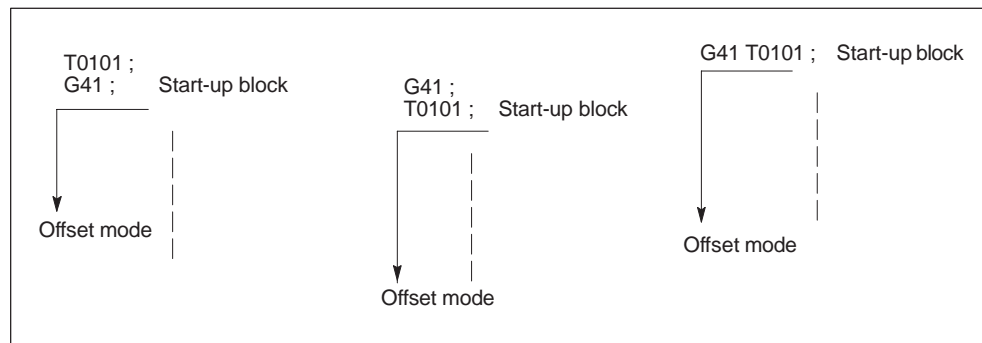 T0101 ;
G41 ; Start-up block
Offset mode
G41 ;
T0101 ; Start-up block
Offset mode
G41 T0101 ; Start-up block
Offset mode